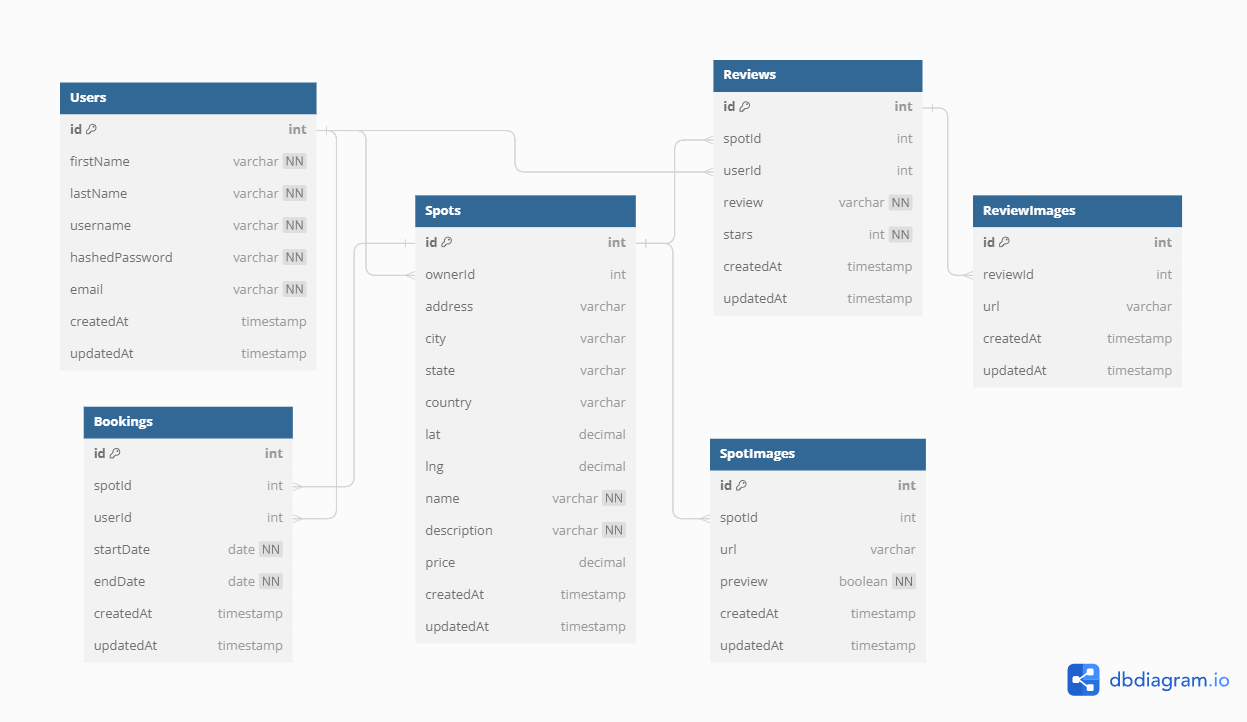 Users
id int
firstName varchar NN
lastName varchar NN
username varchar NN
hashedPassword varchar NN
email varchar NN
createdAt timestamp
updatedAt timestamp
Bookings
id int
spotId int
userId int
startDate date NN
endDate date NN
createdAt timestamp
updatedAt timestamp
Spots
id int
ownerId int
address varchar
city varchar
state varchar
country varchar
lat decimal
lng decimal
name varchar NN
description varchar NN
price decimal
createdAt timestamp
updatedAt timestamp
Reviews
id int
spotId int
userId int
review varchar NN
stars int NN
createdAt timestamp
updatedAt timestamp
SpotImages
id int
spotId int
url varchar
preview boolean NN
createdAt timestamp
updatedAt timestamp
ReviewImages
id int
reviewId int
url varchar
createdAt timestamp
updatedAt timestamp
dbdiagram.io